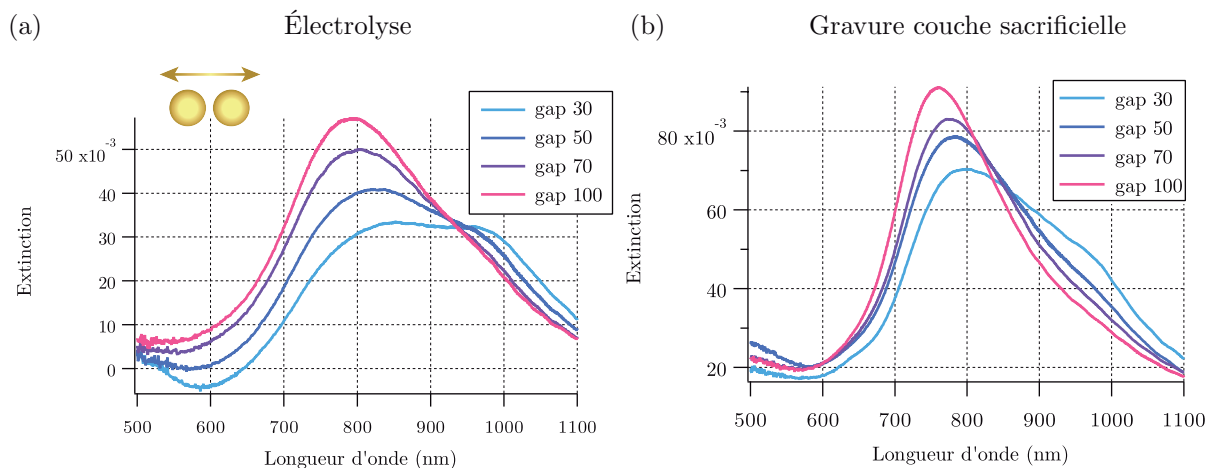 (a)
Électrolyse
gap 30
gap 50
gap 70
gap 100
50 x10⁻³
40
30
20
10
0
Extinction
500 600 700 800 900 1000 1100
Longueur d'onde (nm)
(b)
Gravure couche sacrificielle
gap 30
gap 50
gap 70
gap 100
80 x10⁻³
60
40
20
Extinction
500 600 700 800 900 1000 1100
Longueur d'onde (nm)